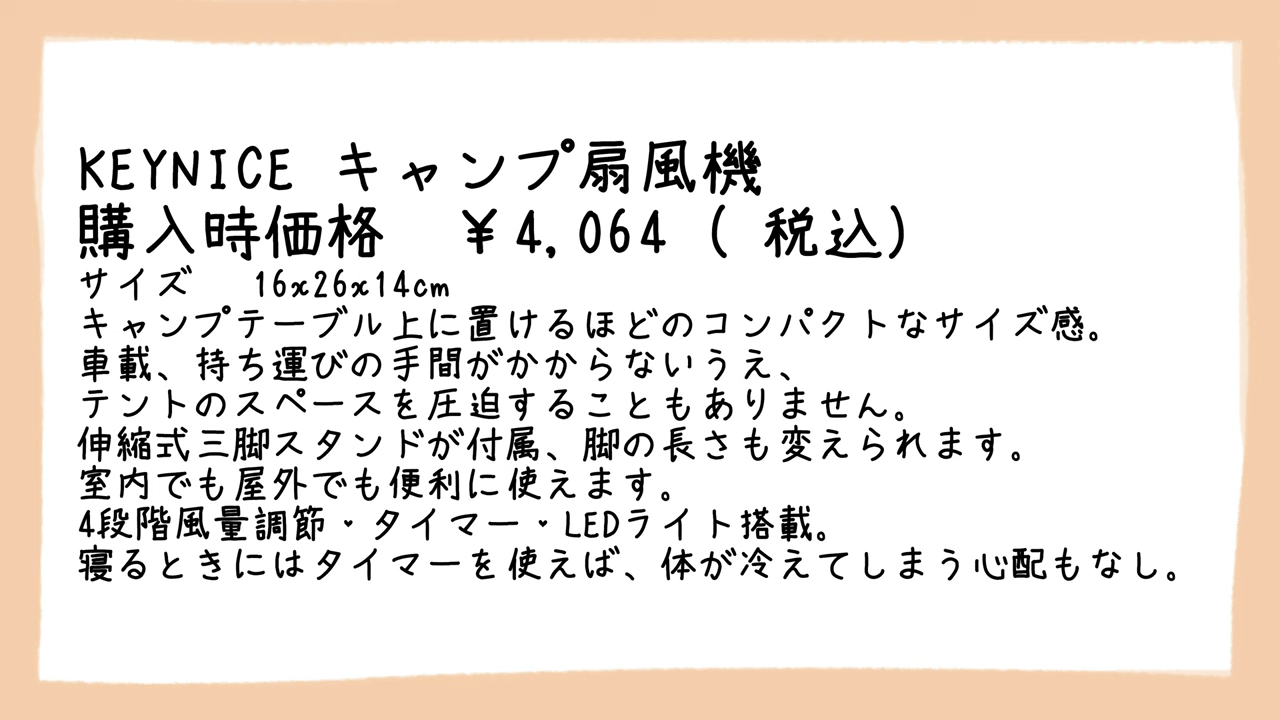 KEYNICE キャンプ扇風機
購入時価格　￥4,064 ( 税込)
サイズ　16x26x14cm
キャンプテーブル上に置けるほどのコンパクトなサイズ感。
車載、持ち運びの手間がかからないうえ、
テントのスペースを圧迫することもありません。
伸縮式三脚スタンドが付属、脚の長さも変えられます。
室内でも屋外でも便利に使えます。
4段階風量調節・タイマー・LEDライト搭載。
寝るときにはタイマーを使えば、体が冷えてしまう心配もなし。